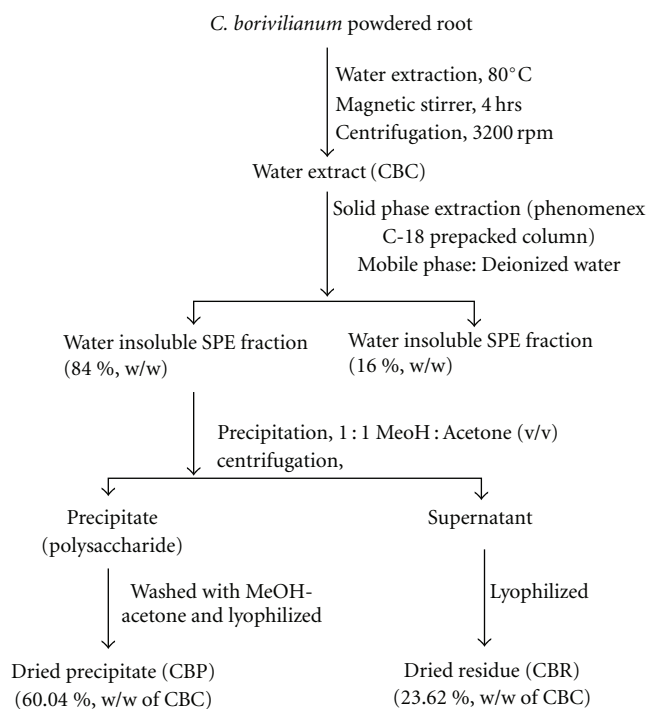 C. borivilianum powdered root
Water extraction, 80°C
Magnetic stirrer, 4 hrs
Centrifugation, 3200 rpm
Water extract (CBC)
Solid phase extraction (phenomenex
C-18 prepacked column)
Mobile phase: Deionized water
Water insoluble SPE fraction
(84 %, w/w)
Water insoluble SPE fraction
(16 %, w/w)
Precipitation, 1 : 1 MeoH : Acetone (v/v)
centrifugation,
Precipitate
(polysaccharide)
Supernatant
Washed with MeOH-
acetone and lyophilized
Lyophilized
Dried precipitate (CBP)
(60.04 %, w/w of CBC)
Dried residue (CBR)
(23.62 %, w/w of CBC)